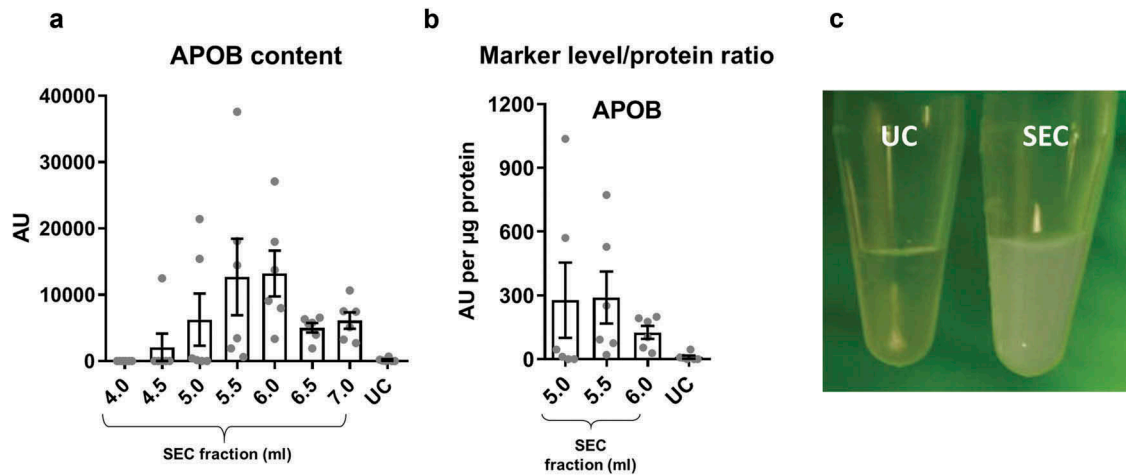 a
APOB content
AU
40000
30000
20000
10000
0
4.0 4.5 5.0 5.5 6.0 6.5 7.0 UC
SEC fraction (ml)
b
Marker level/protein ratio
APOB
AU per µg protein
1200
900
600
300
0
5.0 5.5 6.0 UC
SEC
fraction (ml)
c
UC SEC